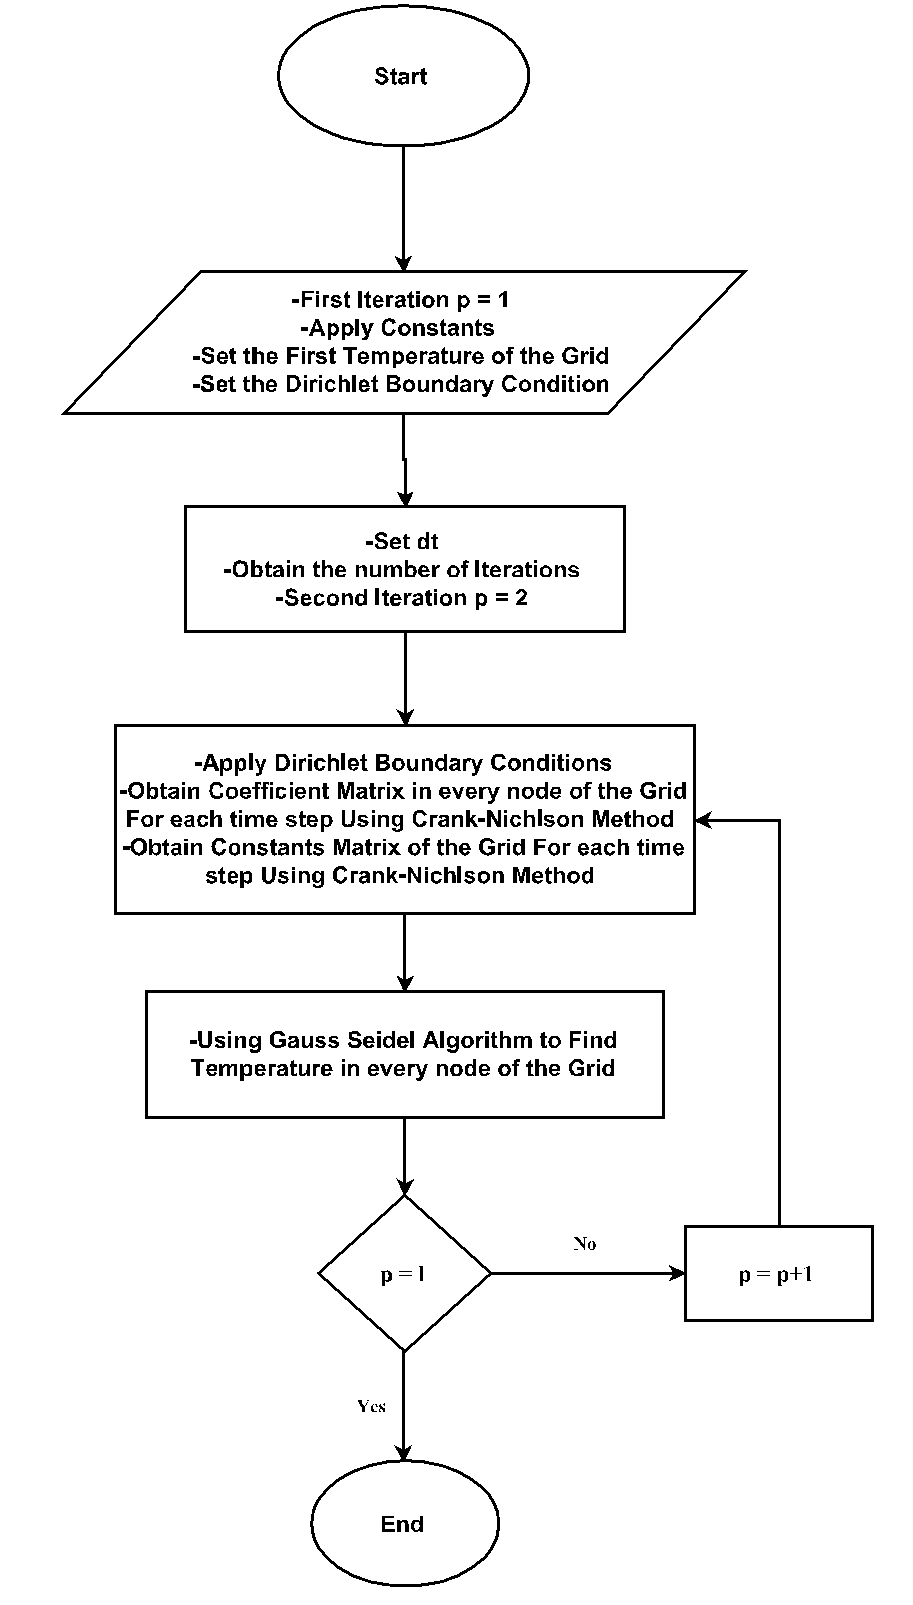 Start
-First Iteration p = 1
-Apply Constants
-Set the First Temperature of the Grid
-Set the Dirichlet Boundary Condition
-Set dt
-Obtain the number of Iterations
-Second Iteration p = 2
-Apply Dirichlet Boundary Conditions
-Obtain Coefficient Matrix in every node of the Grid
For each time step Using Crank-Nichlson Method
-Obtain Constants Matrix of the Grid For each time
step Using Crank-Nichlson Method
-Using Gauss Seidel Algorithm to Find
Temperature in every node of the Grid
p = l
No
p = p+1
Yes
End